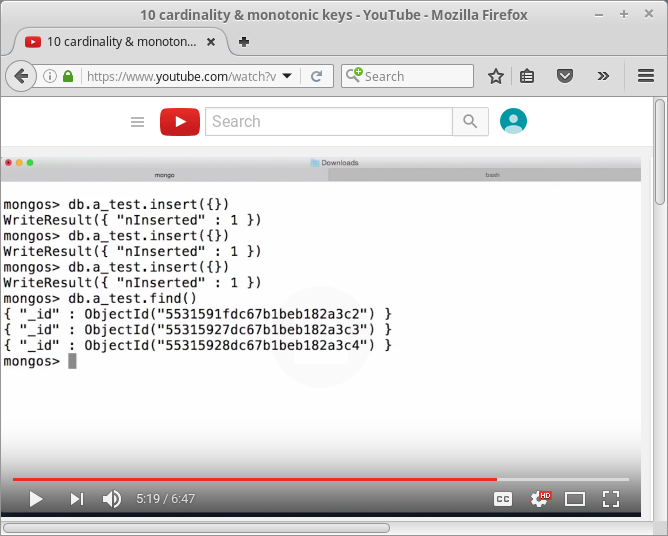 10 cardinality & monotonic keys - YouTube - Mozilla Firefox
10 cardinality & monoton...
https://www.youtube.com/watch?v
Search
Search
Downloads
mongo
bash
mongos> db.a_test.insert({})
WriteResult({ "nInserted" : 1 })
mongos> db.a_test.insert({})
WriteResult({ "nInserted" : 1 })
mongos> db.a_test.insert({})
WriteResult({ "nInserted" : 1 })
mongos> db.a_test.find()
{ "_id" : ObjectId("5531591fdc67b1beb182a3c2") }
{ "_id" : ObjectId("55315927dc67b1beb182a3c3") }
{ "_id" : ObjectId("55315928dc67b1beb182a3c4") }
mongos>
5:19 / 6:47
CC
HD